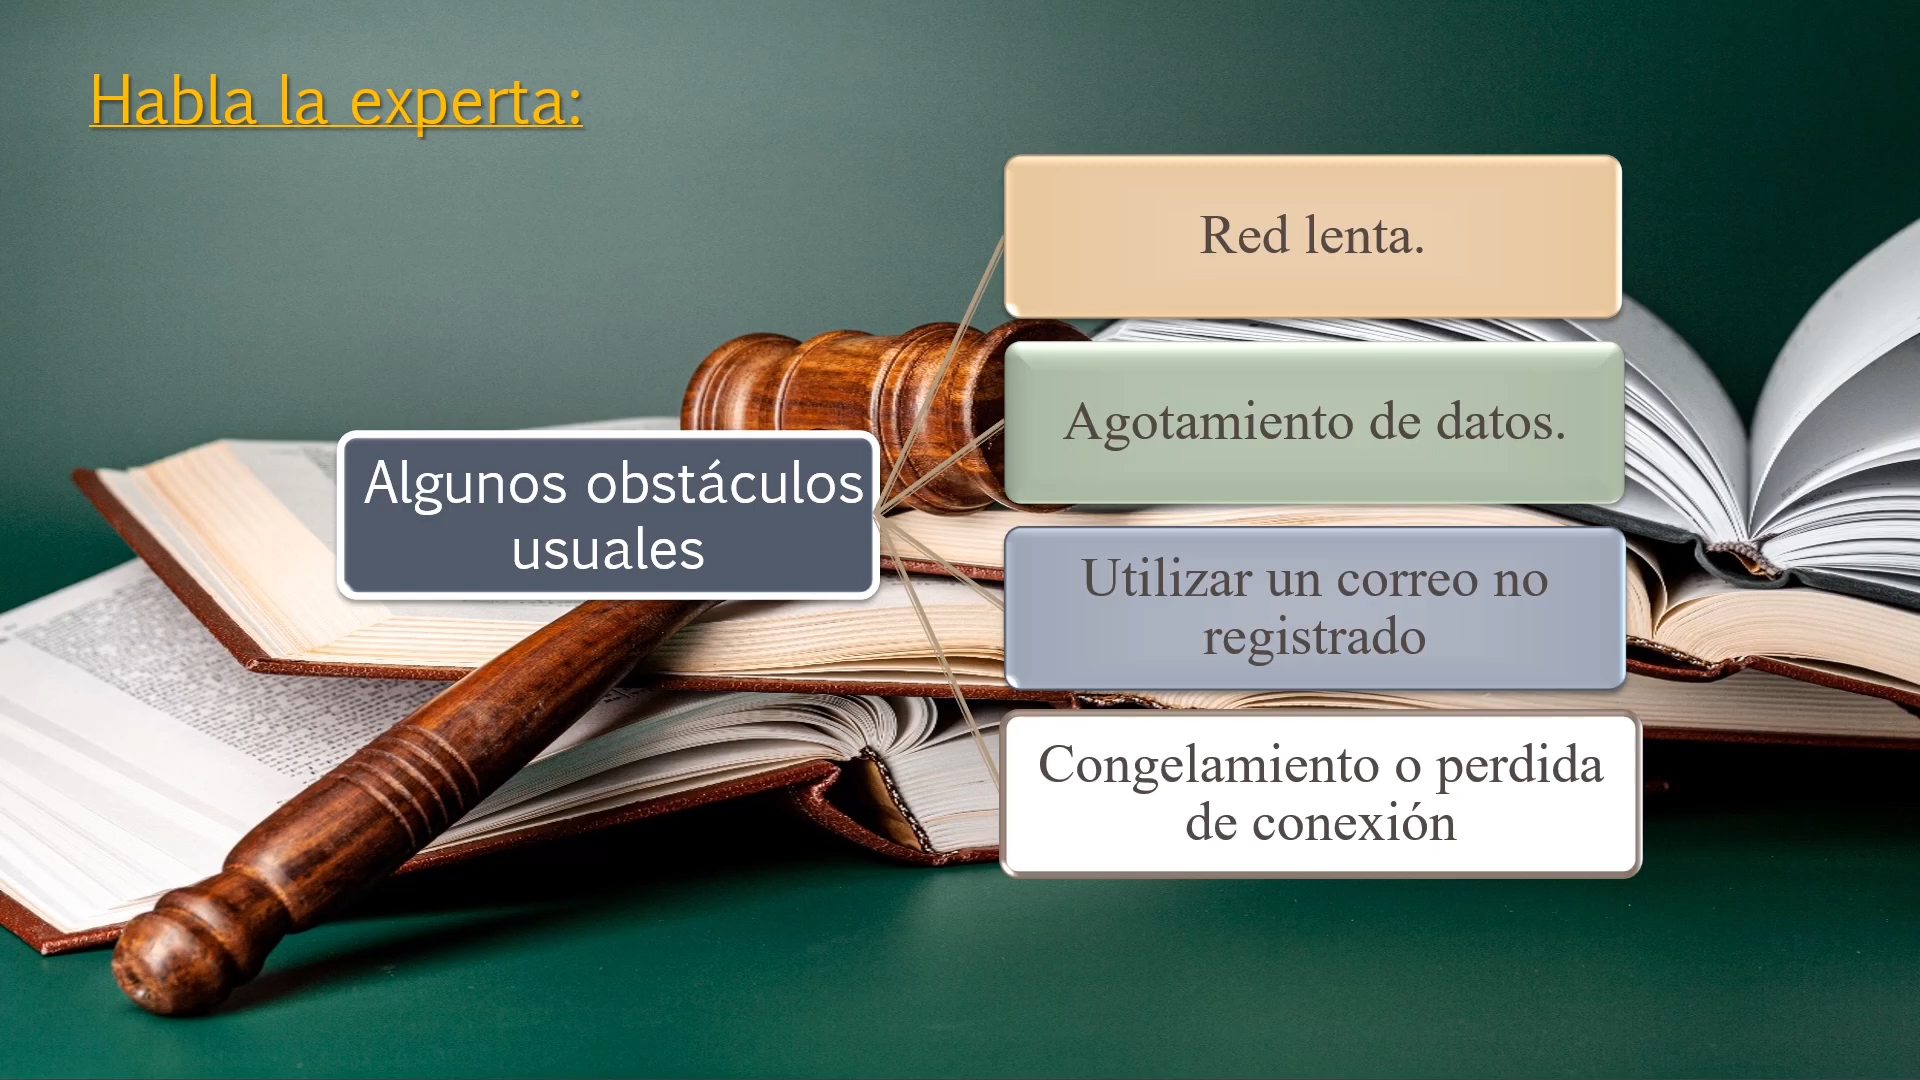 Habla la experta:
Algunos obstáculos
usuales
Red lenta.
Agotamiento de datos.
Utilizar un correo no
registrado
Congelamiento o perdida
de conexión